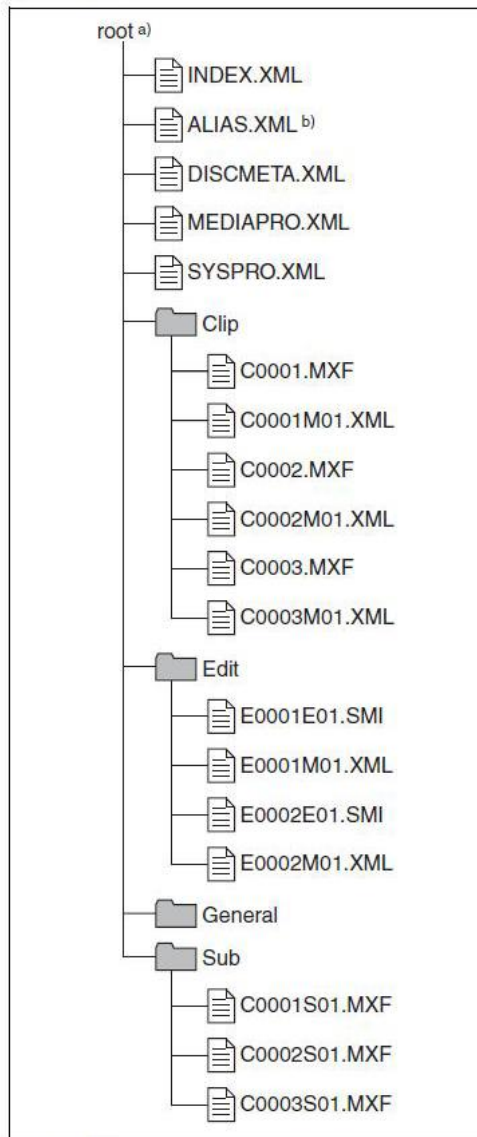 root a)
INDEX.XML
ALIAS.XML b)
DISCMETA.XML
MEDIAPRO.XML
SYSPRO.XML
Clip
C0001.MXF
C0001M01.XML
C0002.MXF
C0002M01.XML
C0003.MXF
C0003M01.XML
Edit
E0001E01.SMI
E0001M01.XML
E0002E01.SMI
E0002M01.XML
General
Sub
C0001S01.MXF
C0002S01.MXF
C0003S01.MXF